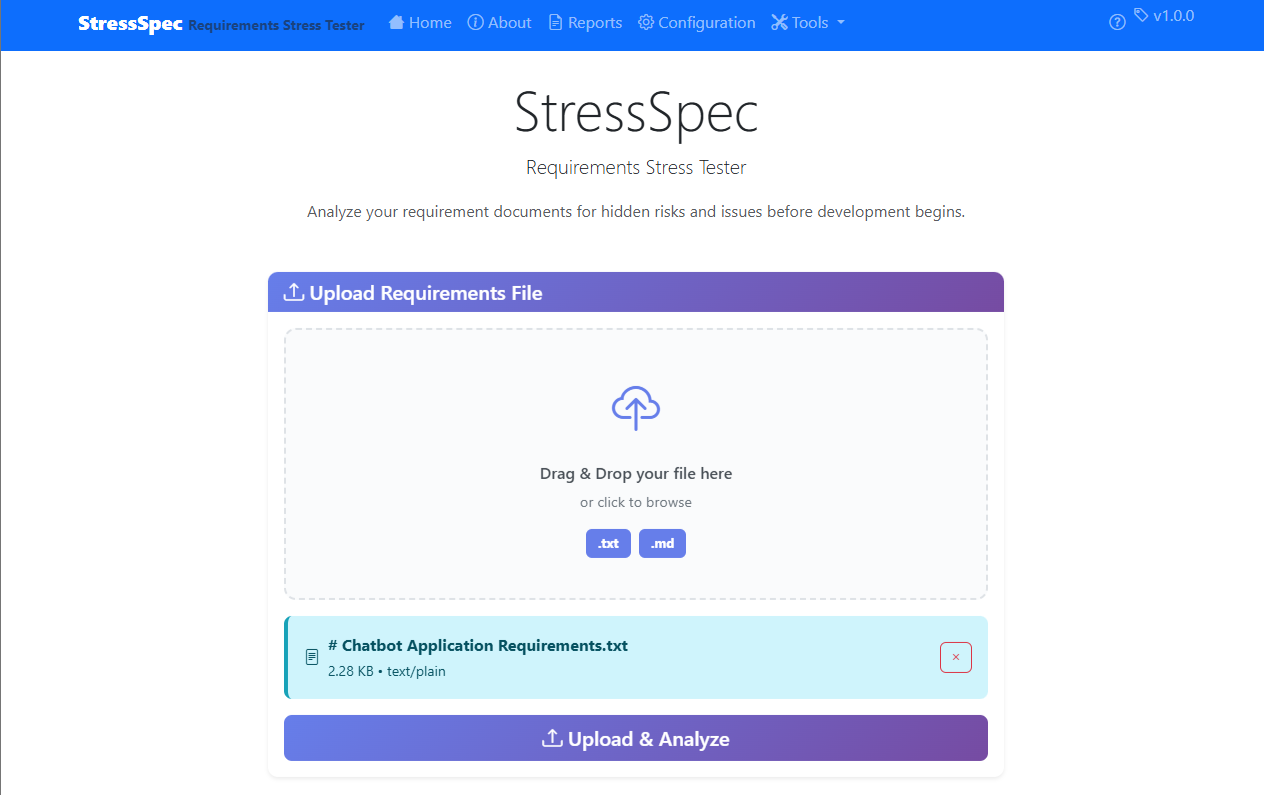 StressSpec Requirements Stress Tester Home About Reports Configuration Tools v1.0.0
StressSpec
Requirements Stress Tester
Analyze your requirement documents for hidden risks and issues before development begins.
Upload Requirements File
Drag & Drop your file here
or click to browse
.txt .md
# Chatbot Application Requirements.txt
2.28 KB • text/plain
Upload & Analyze